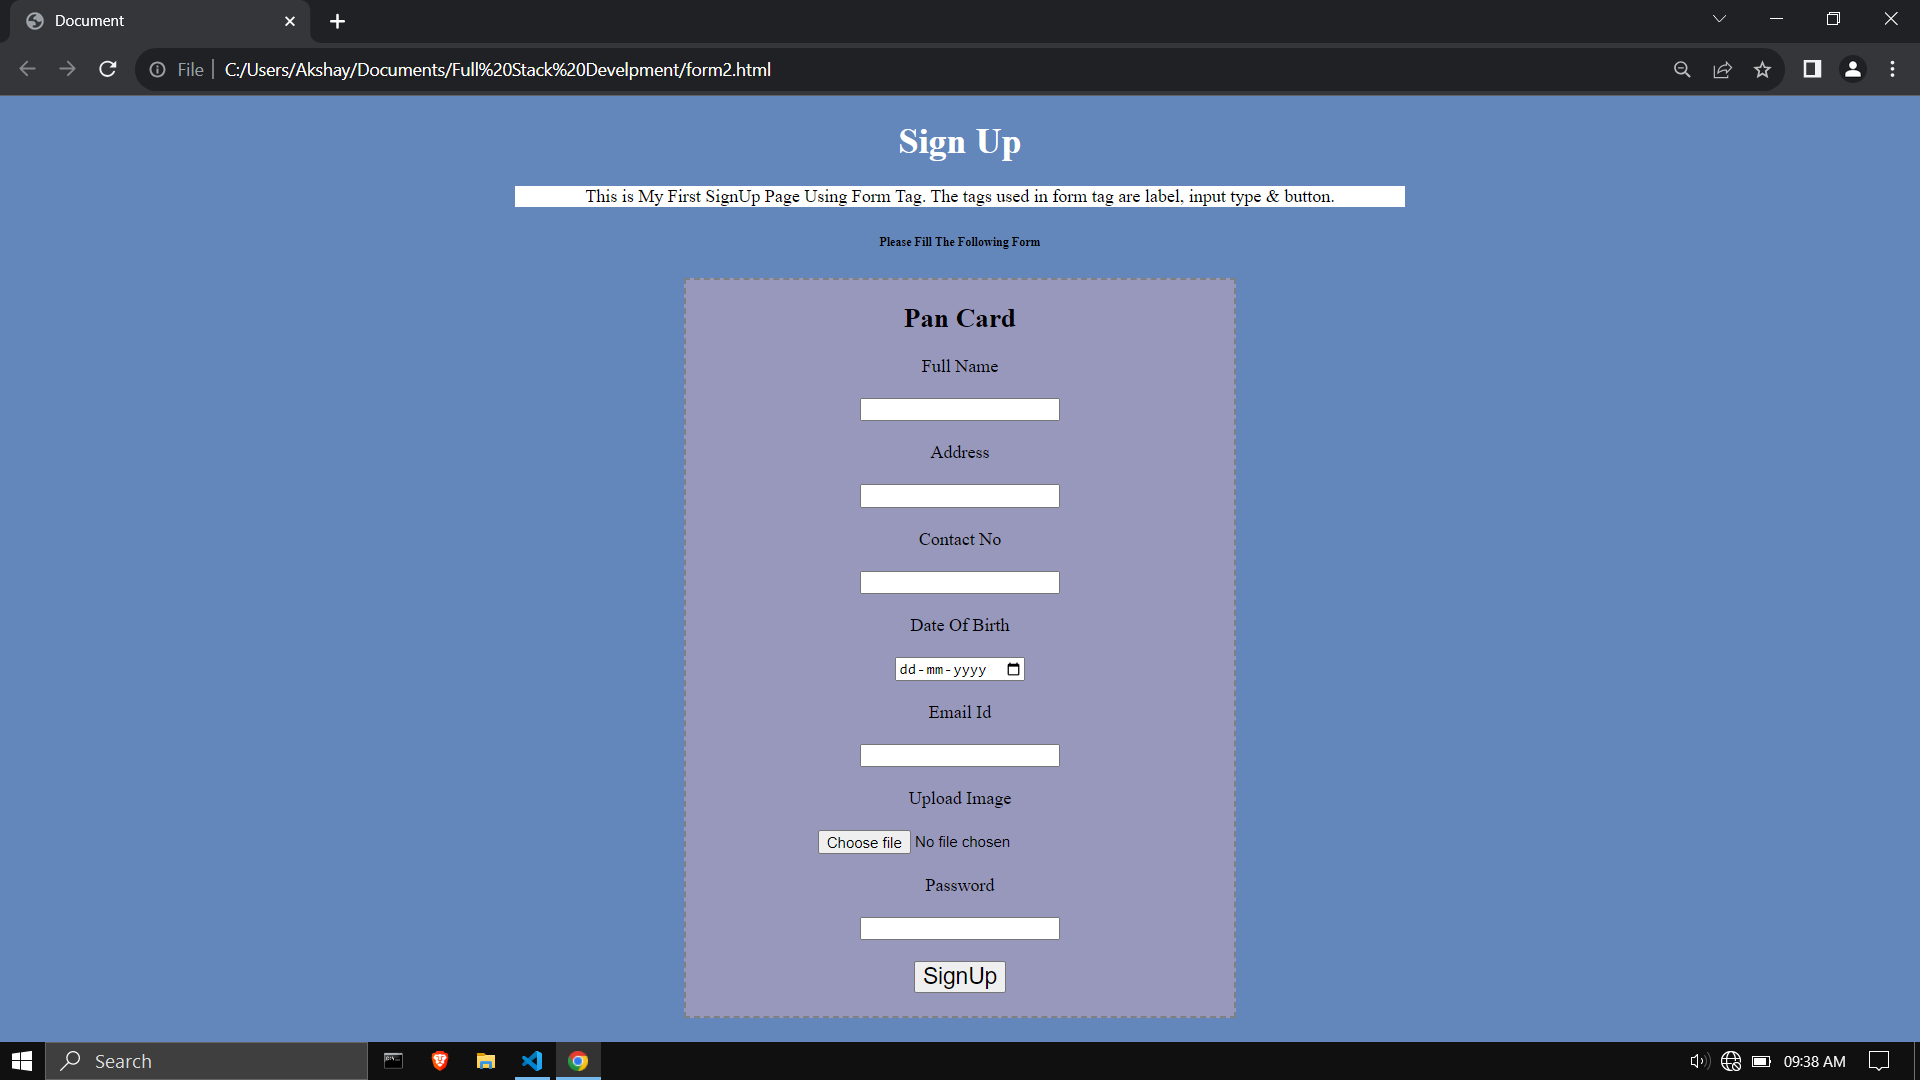 Document
File
C:/Users/Akshay/Documents/Full%20Stack%20Develpment/form2.html
Sign Up
This is My First SignUp Page Using Form Tag. The tags used in form tag are label, input type & button.
Please Fill The Following Form
Pan Card
Full Name
Address
Contact No
Date Of Birth
dd-mm-yyyy
Email Id
Upload Image
Choose file No file chosen
Password
SignUp
Search
09:38 AM